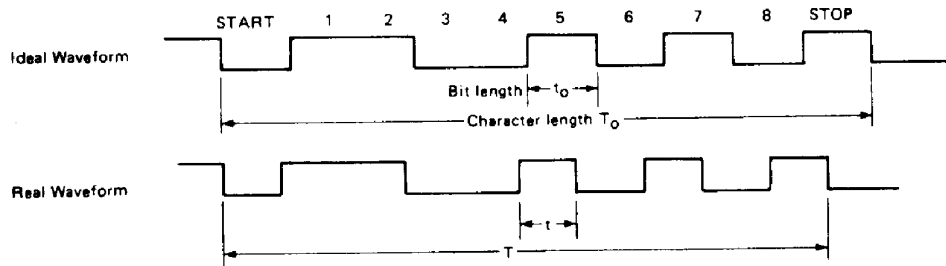 START 1 2 3 4 5 6 7 8 STOP
Ideal Waveform
Bit length t₀
Character length T₀
Real Waveform
t
T